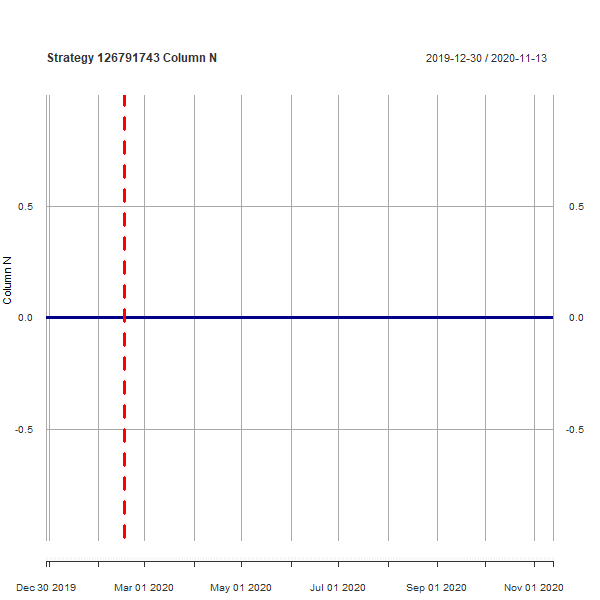 Strategy 126791743 Column N
2019-12-30 / 2020-11-13
0.5
0.5
Column N
0.0
0.0
-0.5
-0.5
Dec 30 2019
Mar 01 2020
May 01 2020
Jul 01 2020
Sep 01 2020
Nov 01 2020